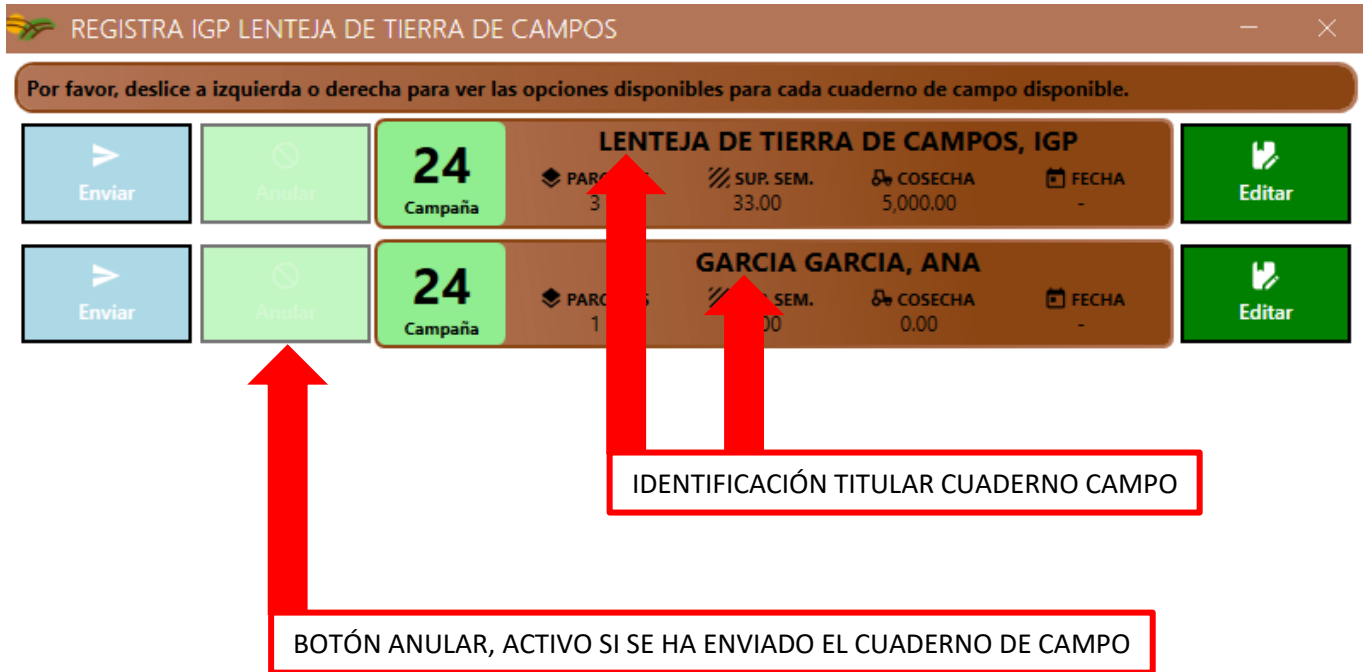 REGISTRA IGP LENTEJA DE TIERRA DE CAMPOS
Por favor, deslice a izquierda o derecha para ver las opciones disponibles para cada cuaderno de campo disponible.
LENTEJA DE TIERRA DE CAMPOS, IGP
24
Campaña
SUP. SEM.
COSECHA
FECHA
3
33.00
5,000.00
-
Enviar
Anular
Editar
GARCIA GARCIA, ANA
24
Campaña
SEM.
COSECHA
FECHA
1
0.00
-
Enviar
Anular
Editar
IDENTIFICACIÓN TITULAR CUADERNO CAMPO
BOTÓN ANULAR, ACTIVO SI SE HA ENVIADO EL CUADERNO DE CAMPO